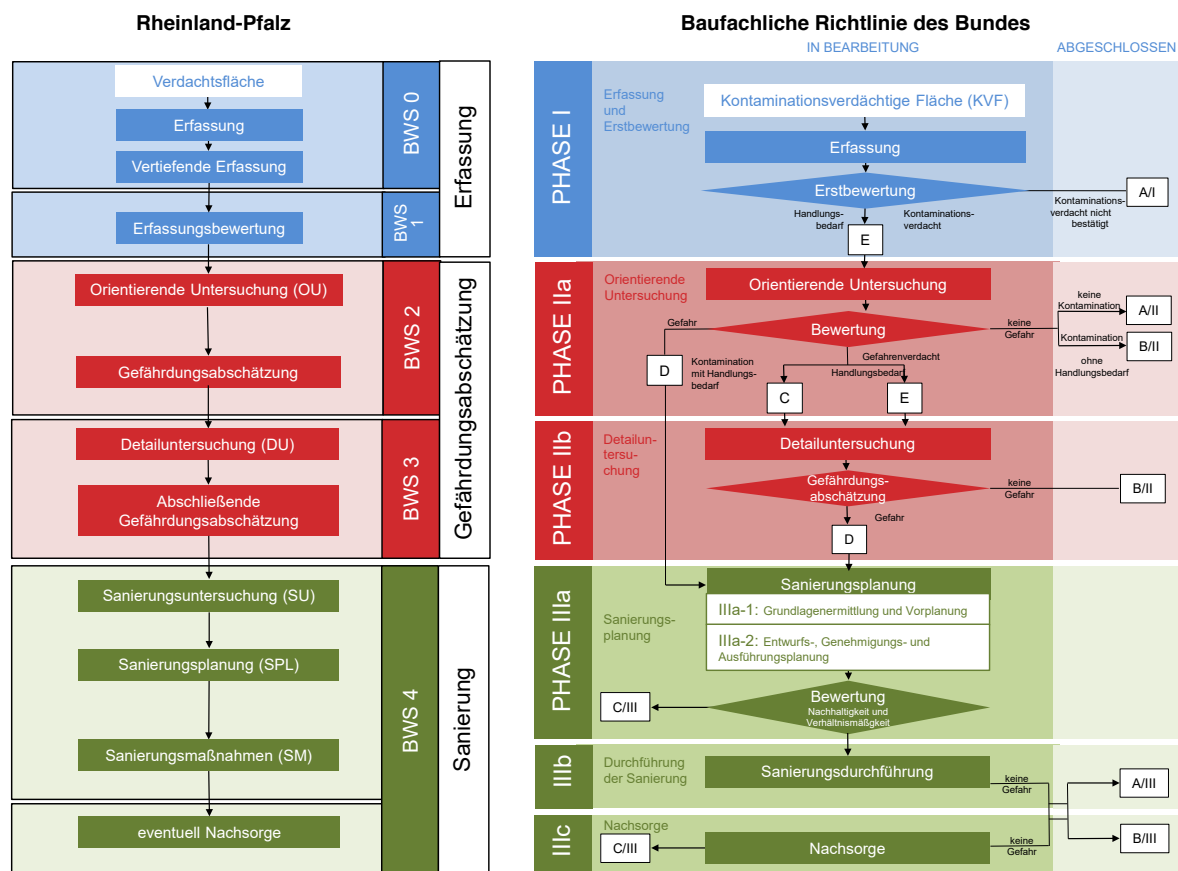 Rheinland-Pfalz
Verdachtsfläche
Erfassung
Vertiefende Erfassung
BWS 0
Erfassungsbewertung
BWS
1
Erfassung
Orientierende Untersuchung (OU)
Gefährdungsabschätzung
BWS 2
Detailuntersuchung (DU)
Abschließende
Gefährdungsabschätzung
BWS 3
Gefährdungsabschätzung
Sanierungsuntersuchung (SU)
Sanierungsplanung (SPL)
Sanierungsmaßnahmen (SM)
eventuell Nachsorge
BWS 4
Sanierung
Baufachliche Richtlinie des Bundes
IN BEARBEITUNG
ABGESCHLOSSEN
PHASE I
Erfassung
und
Erstbewertung
Kontaminationsverdächtige Fläche (KVF)
Erfassung
Erstbewertung
Handlungs-
bedarf
Kontaminations-
verdacht
E
A/I
Kontaminations-
verdacht nicht
bestätigt
PHASE IIa
Orientierende
Untersuchung
Orientierende Untersuchung
Bewertung
Gefahr
keine
Gefahr
keine
Kontamination
A/II
Kontamination
B/II
ohne
Handlungsbedarf
D
Kontamination
mit Handlungs-
bedarf
Gefahrenverdacht
Handlungsbedarf
C
E
PHASE IIb
Detailun-
tersu-
chung
Detailuntersuchung
Gefährdungs-
abschätzung
keine
Gefahr
B/II
Gefahr
D
PHASE IIIa
Sanierungs-
planung
Sanierungsplanung
IIIa-1: Grundlagenermittlung und Vorplanung
IIIa-2: Entwurfs-, Genehmigungs- und
Ausführungsplanung
Bewertung
Nachhaltigkeit und
Verhältnismäßgkeit
C/III
IIIb
Durchführung
der Sanierung
Sanierungsdurchführung
keine
Gefahr
A/III
IIIc
Nachsorge
C/III
Nachsorge
keine
Gefahr
B/III